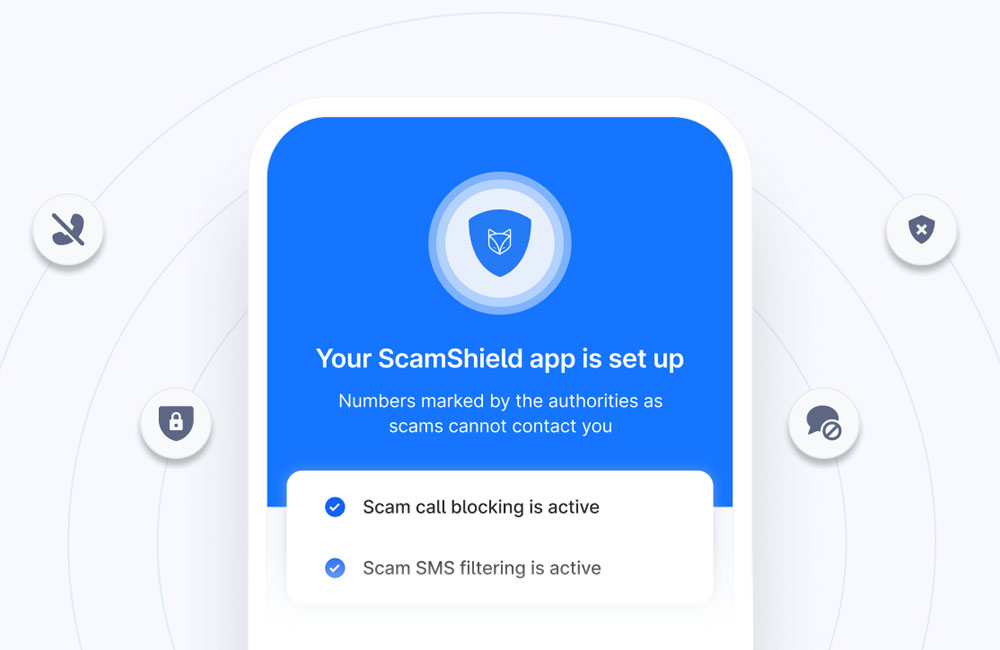 Your ScamShield app is set up
Numbers marked by the authorities as
scams cannot contact you
Scam call blocking is active
Scam SMS filtering is active